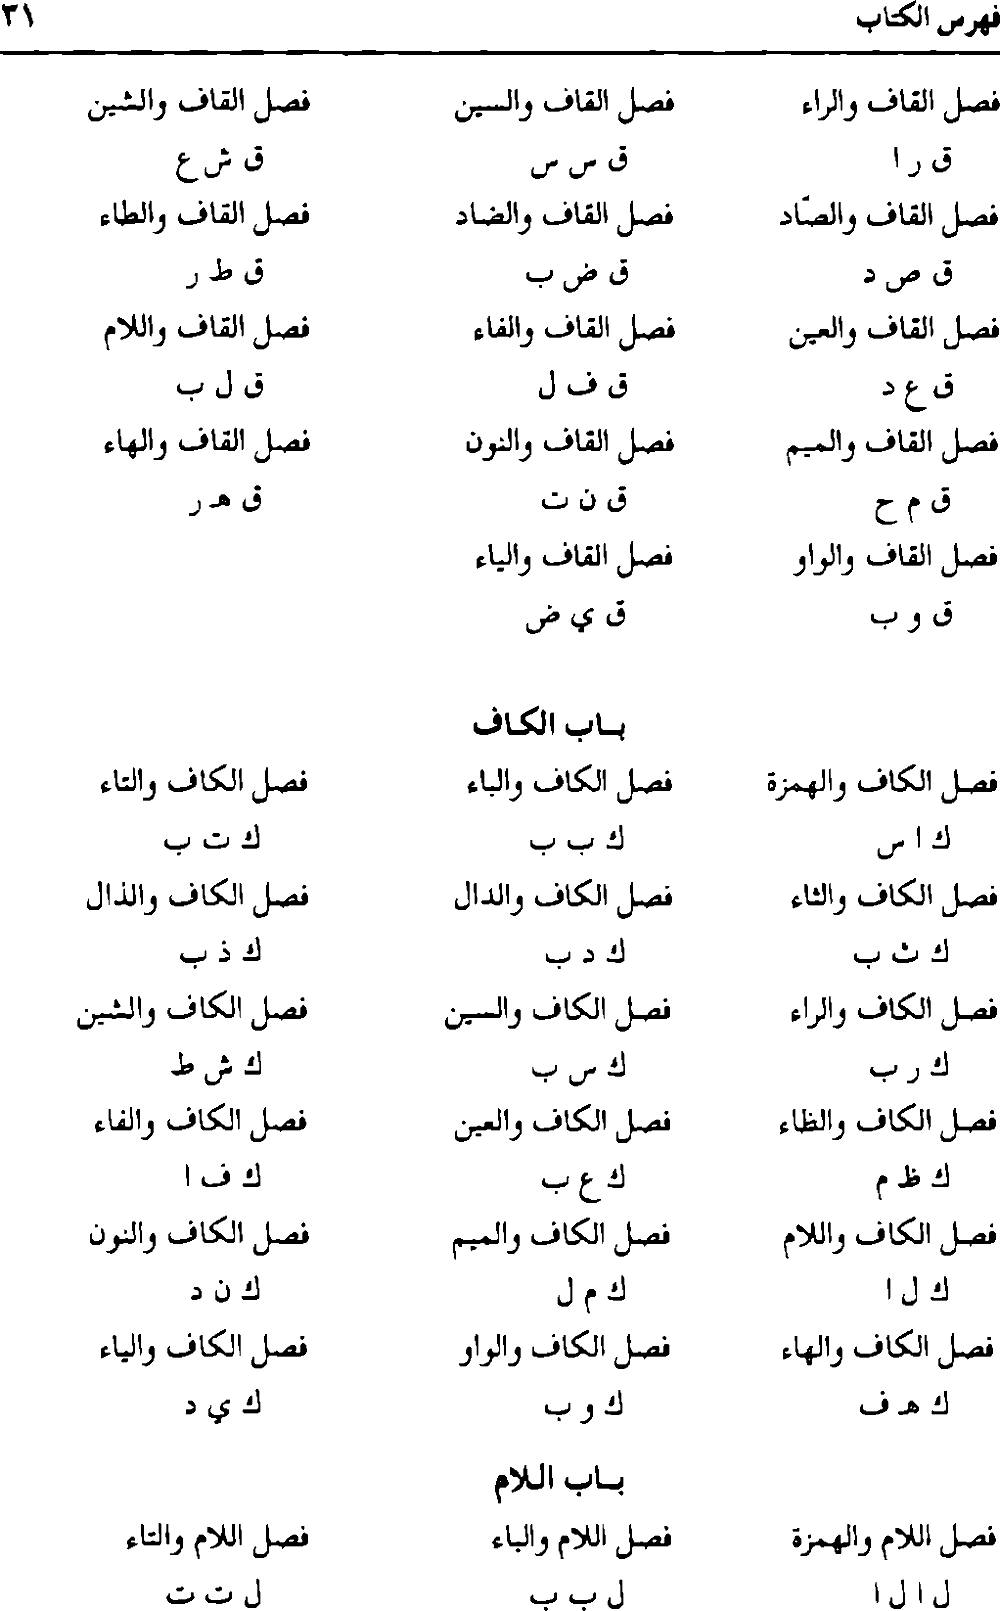 فهرس الكتاب ٣١
فصل القاف والراء فصل القاف والسين فصل القاف والشين
ق ر ا ق س س ق ش ع
فصل القاف والصّاد فصل القاف والضاد فصل القاف والطاء
ق ص د ق ض ب ق ط ر
فصل القاف والعين فصل القاف والفاء فصل القاف واللام
ق ع د ق ف ل ق ل ب
فصل القاف والميم فصل القاف والنون فصل القاف والهاء
ق م ح ق ن ت ق هـ ر
فصل القاف والواو فصل القاف والياء
ق و ب ق ي ض
باب الكاف
فصل الكاف والهمزة فصل الكاف والباء فصل الكاف والتاء
ك ا س ك ب ب ك ت ب
فصل الكاف والثاء فصل الكاف والدال فصل الكاف والذال
ك ث ب ك د ب ك ذ ب
فصل الكاف والراء فصل الكاف والسين فصل الكاف والشين
ك ر ب ك س ب ك ش ط
فصل الكاف والظاء فصل الكاف والعين فصل الكاف والفاء
ك ظ م ك ع ب ك ف ا
فصل الكاف واللام فصل الكاف والميم فصل الكاف والنون
ك ل ا ك م ل ك ن د
فصل الكاف والهاء فصل الكاف والواو فصل الكاف والياء
ك هـ ف ك و ب ك ي د
باب اللام
فصل اللام والهمزة فصل اللام والباء فصل اللام والتاء
ل ا ل ا ل ب ب ل ت ت